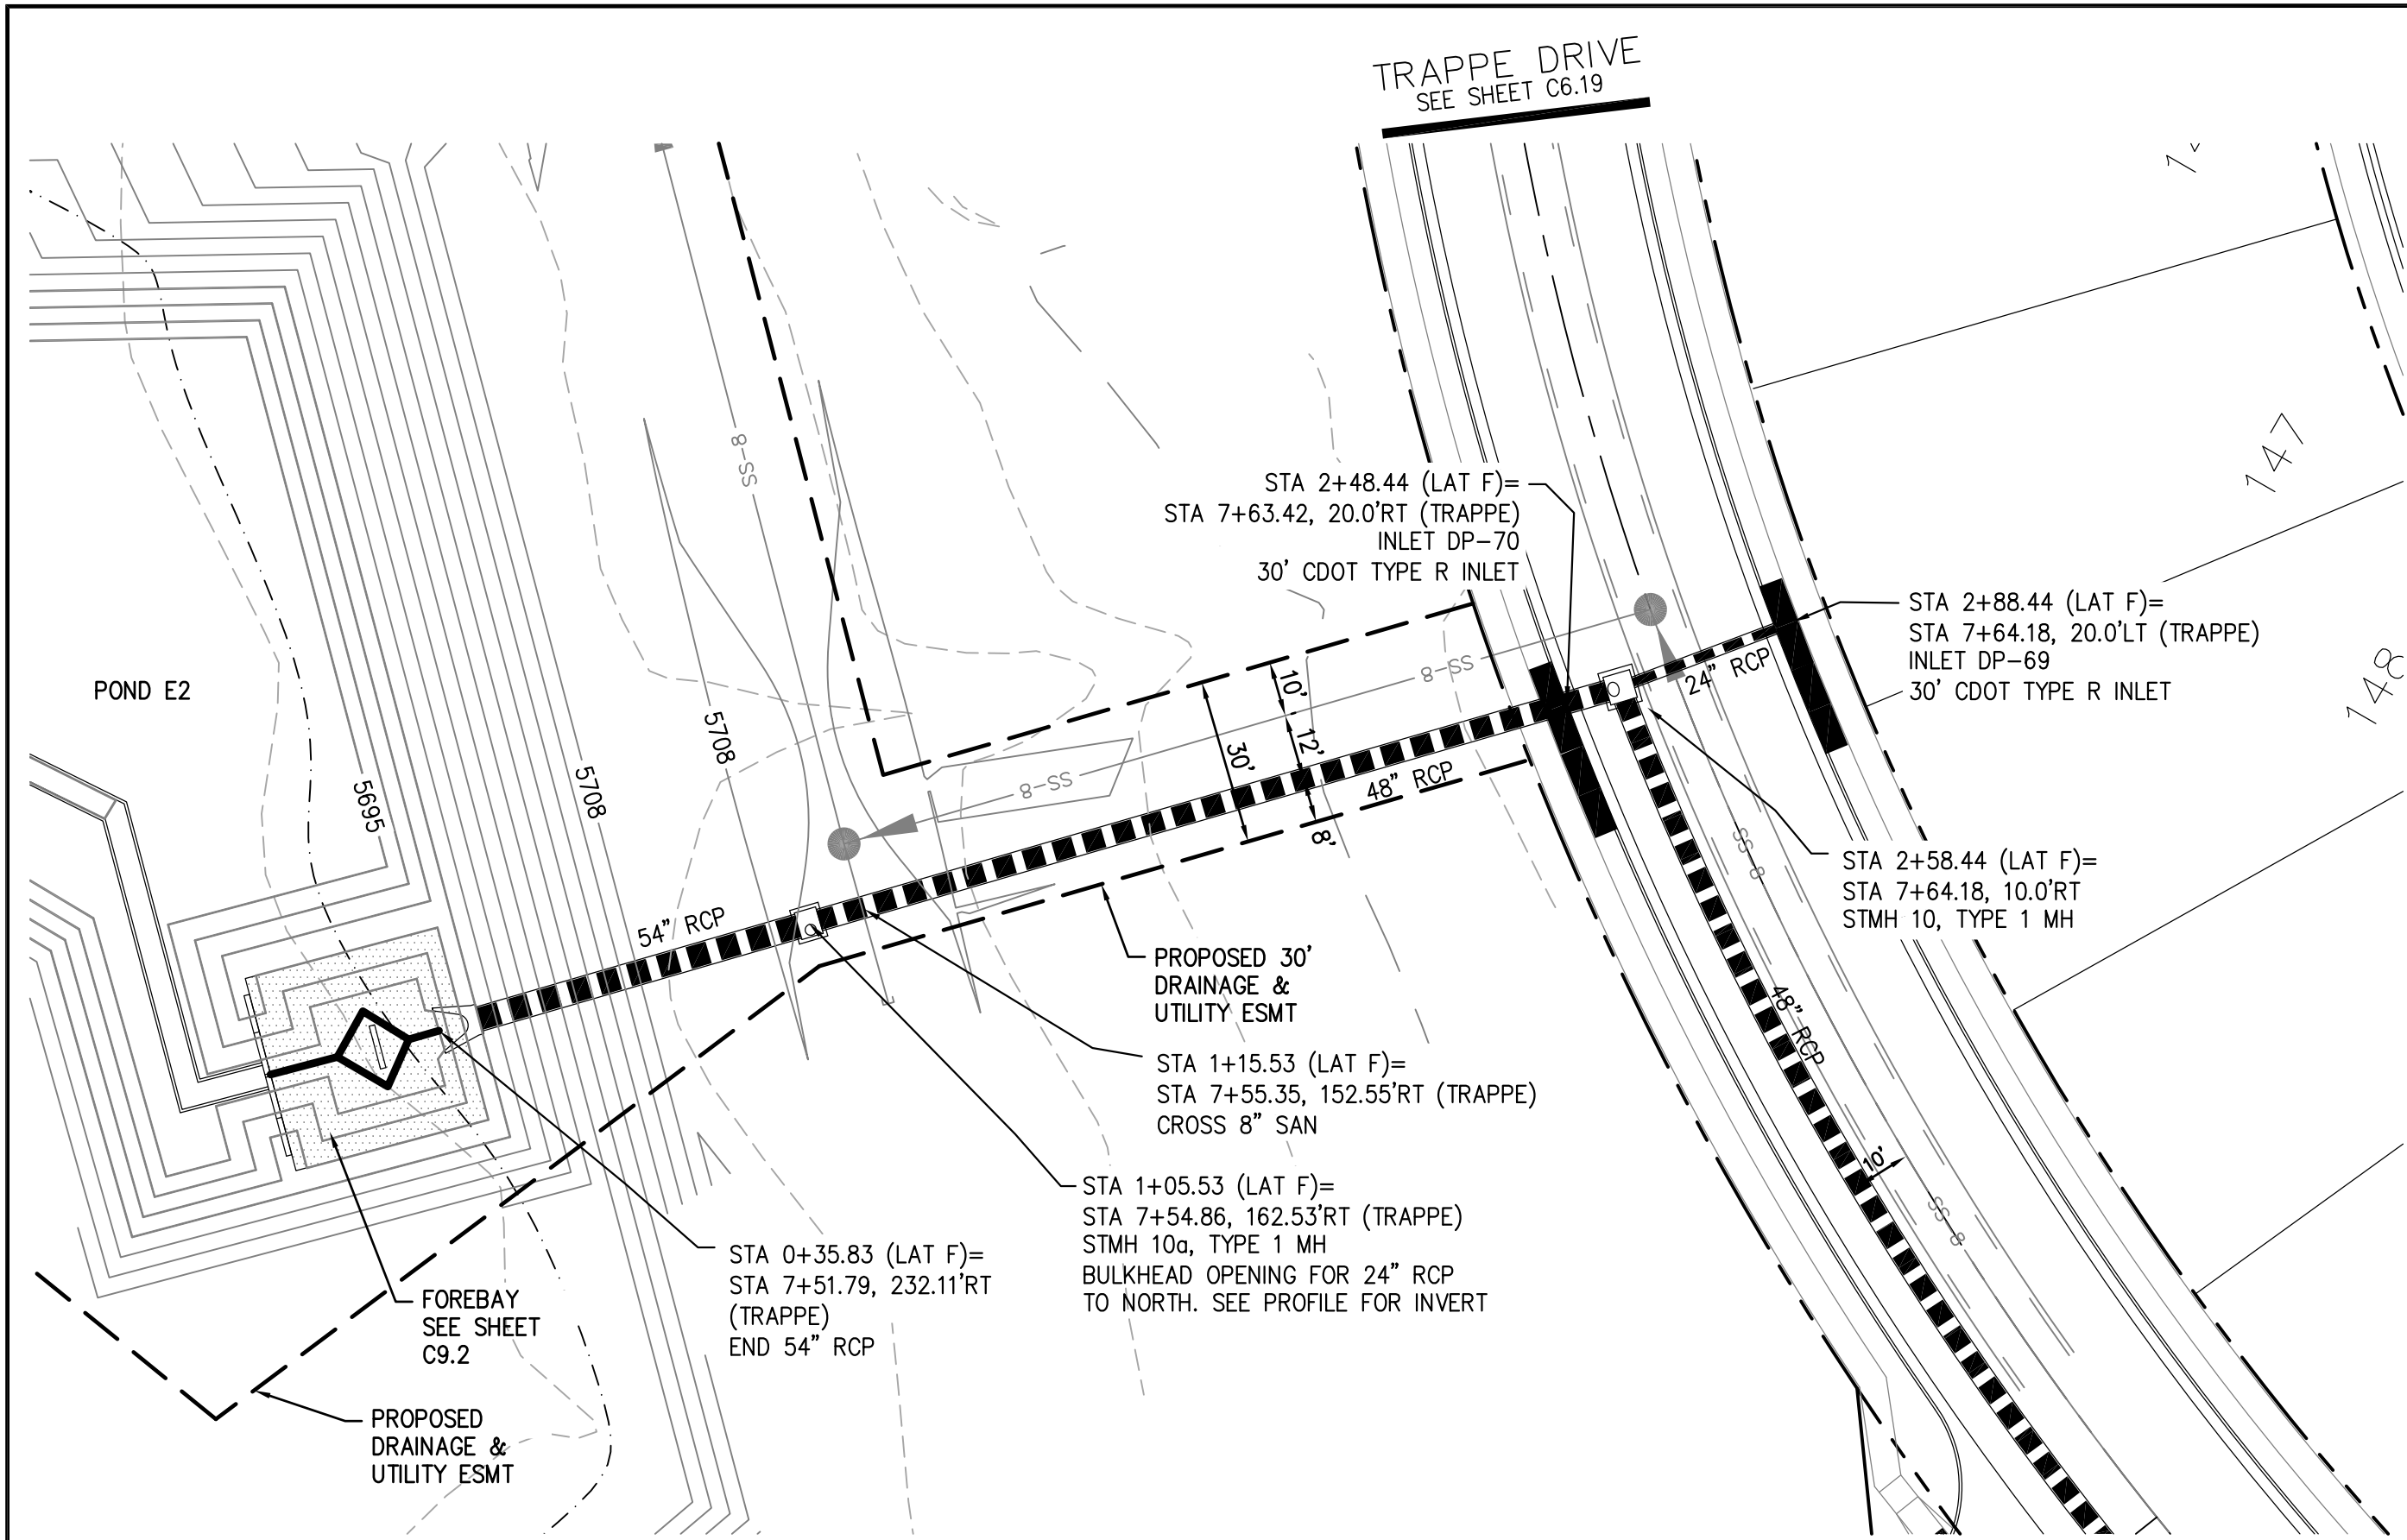 TRAPPE DRIVE
SEE SHEET C6.19
147
148
STA 2+48.44 (LAT F)=
STA 7+63.42, 20.0'RT (TRAPPE)
INLET DP-70
30' CDOT TYPE R INLET
STA 2+88.44 (LAT F)=
STA 7+64.18, 20.0'LT (TRAPPE)
INLET DP-69
30' CDOT TYPE R INLET
8-SS
8-SS
8-SS
24" RCP
10'
12'
30'
8'
48" RCP
POND E2
5695
5708
5708
54" RCP
SS-8
STA 2+58.44 (LAT F)=
STA 7+64.18, 10.0'RT
STMH 10, TYPE 1 MH
PROPOSED 30'
DRAINAGE &
UTILITY ESMT
48" RCP
STA 1+15.53 (LAT F)=
STA 7+55.35, 152.55'RT (TRAPPE)
CROSS 8" SAN
10'
SS-8
STA 1+05.53 (LAT F)=
STA 7+54.86, 162.53'RT (TRAPPE)
STMH 10a, TYPE 1 MH
BULKHEAD OPENING FOR 24" RCP
TO NORTH. SEE PROFILE FOR INVERT
STA 0+35.83 (LAT F)=
STA 7+51.79, 232.11'RT
(TRAPPE)
END 54" RCP
FOREBAY
SEE SHEET
C9.2
PROPOSED
DRAINAGE &
UTILITY ESMT